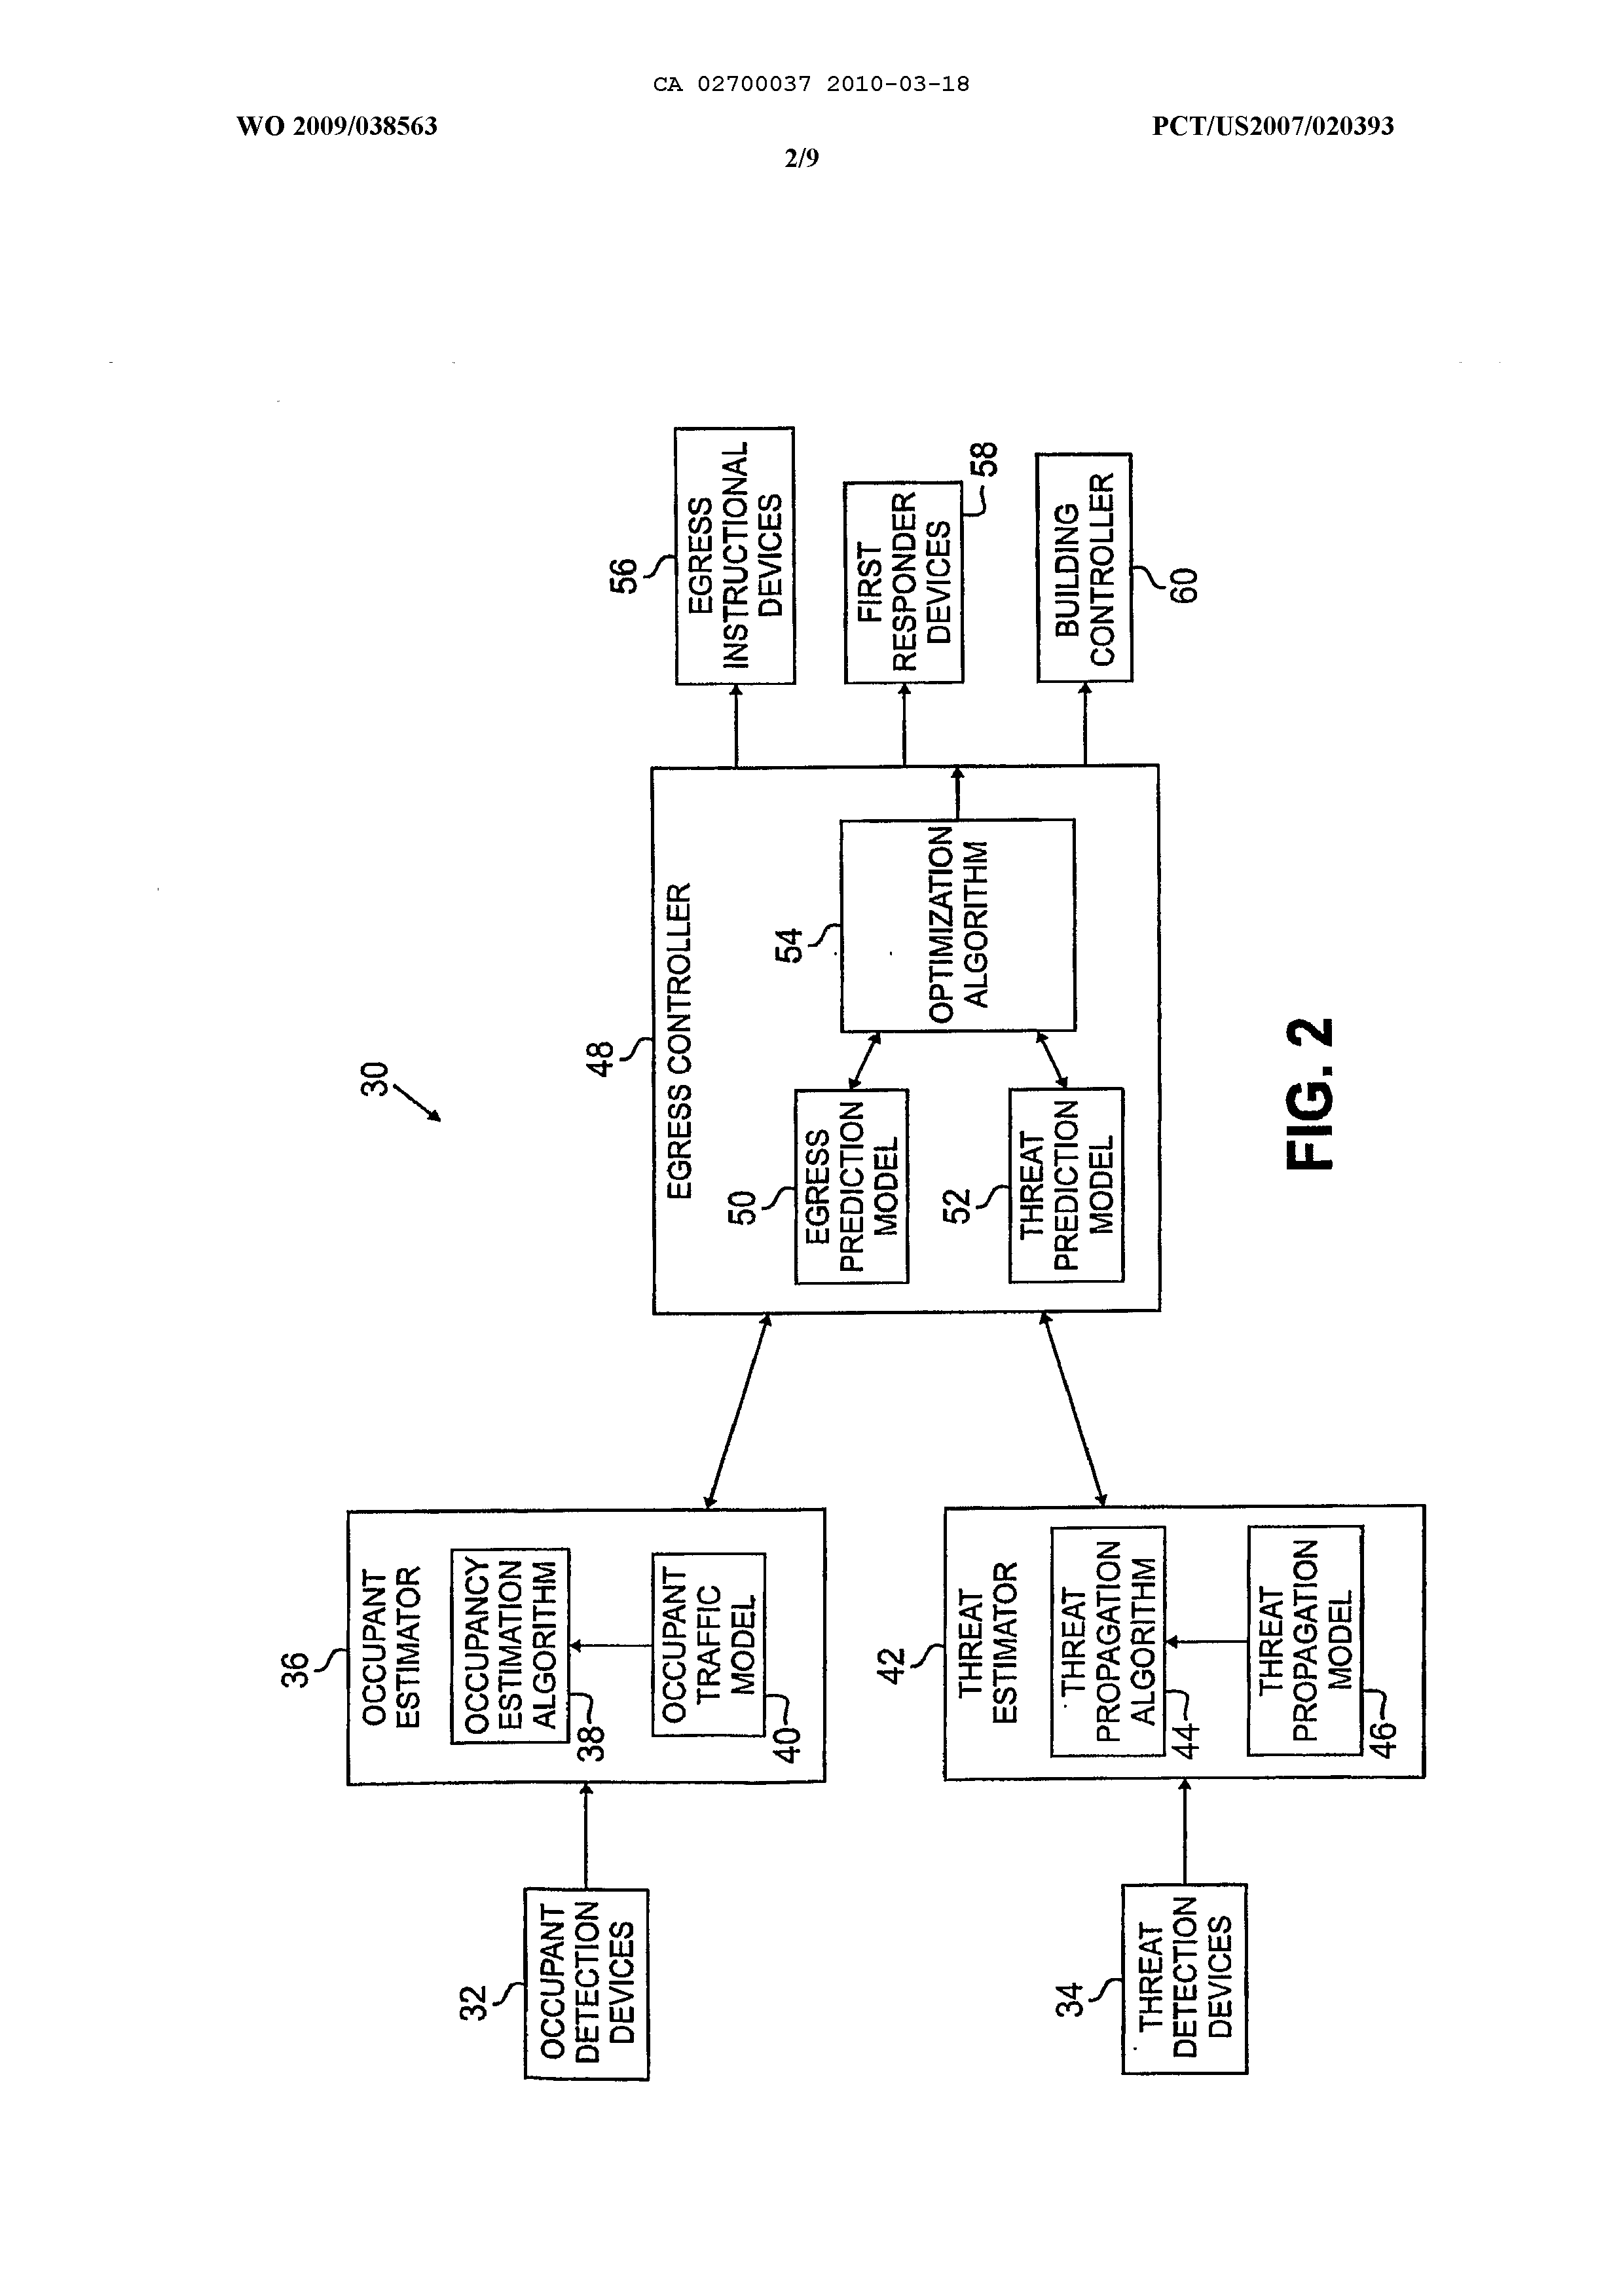 CA 02700037 2010-03-18
WO 2009/038563
PCT/US2007/020393
2/9
30
32
OCCUPANT
DETECTION
DEVICES
34
THREAT
DETECTION
DEVICES
36
OCCUPANT
ESTIMATOR
OCCUPANCY
ESTIMATION
ALGORITHM
38
OCCUPANT
TRAFFIC
MODEL
40
42
THREAT
ESTIMATOR
THREAT
PROPAGATION
ALGORITHM
44
THREAT
PROPAGATION
MODEL
46
48
EGRESS CONTROLLER
50
EGRESS
PREDICTION
MODEL
52
THREAT
PREDICTION
MODEL
54
OPTIMIZATION
ALGORITHM
56
EGRESS
INSTRUCTIONAL
DEVICES
FIRST
RESPONDER
DEVICES
58
BUILDING
CONTROLLER
60
FIG. 2